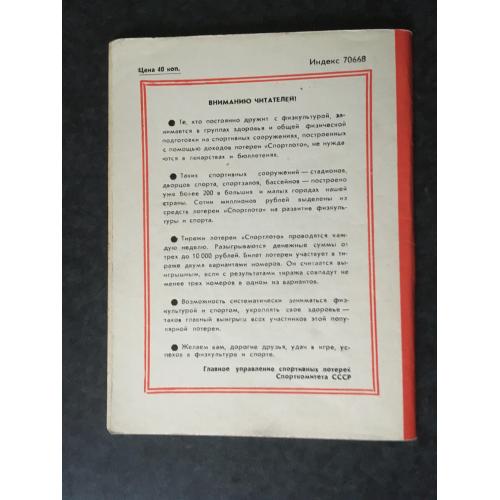 Индекс 70668
Цена 40 коп.
ВНИМАНИЮ ЧИТАТЕЛЕЙ!
● Те, кто постоянно дружит с физкультурой, за-
нимается в группах здоровья и общей физической
подготовки на спортивных сооружениях, построенных
с помощью доходов лотереи «Спортлото», не нужда-
ются в лекарствах и бюллетенях.
● Таких спортивных сооружений — стадионов,
дворцов спорта, спортзалов, бассейнов — построено
уже более 200 в больших и малых городах нашей
страны. Сотни миллионов рублей выделены из
средств лотереи «Спортлото» на развитие физкуль-
туры и спорта.
● Тиражи лотереи «Спортлото» проводятся каж-
дую неделю. Разыгрываются денежные суммы от
трех до 10 000 рублей. Билет лотереи участвует в ти-
раже двумя вариантами номеров. Он считается вы-
игрышным, если с результатами тиража совпадут не
менее трех номеров в одном из вариантов.
● Возможность систематически заниматься физ-
культурой и спортом, укреплять свое здоровье —
таков главный выигрыш всех участников этой попу-
лярной лотереи.
● Желаем вам, дорогие друзья, удач в игре, ус-
пехов в физкультуре и спорте.
Главное управление спортивных лотерей
Спорткомитета СССР